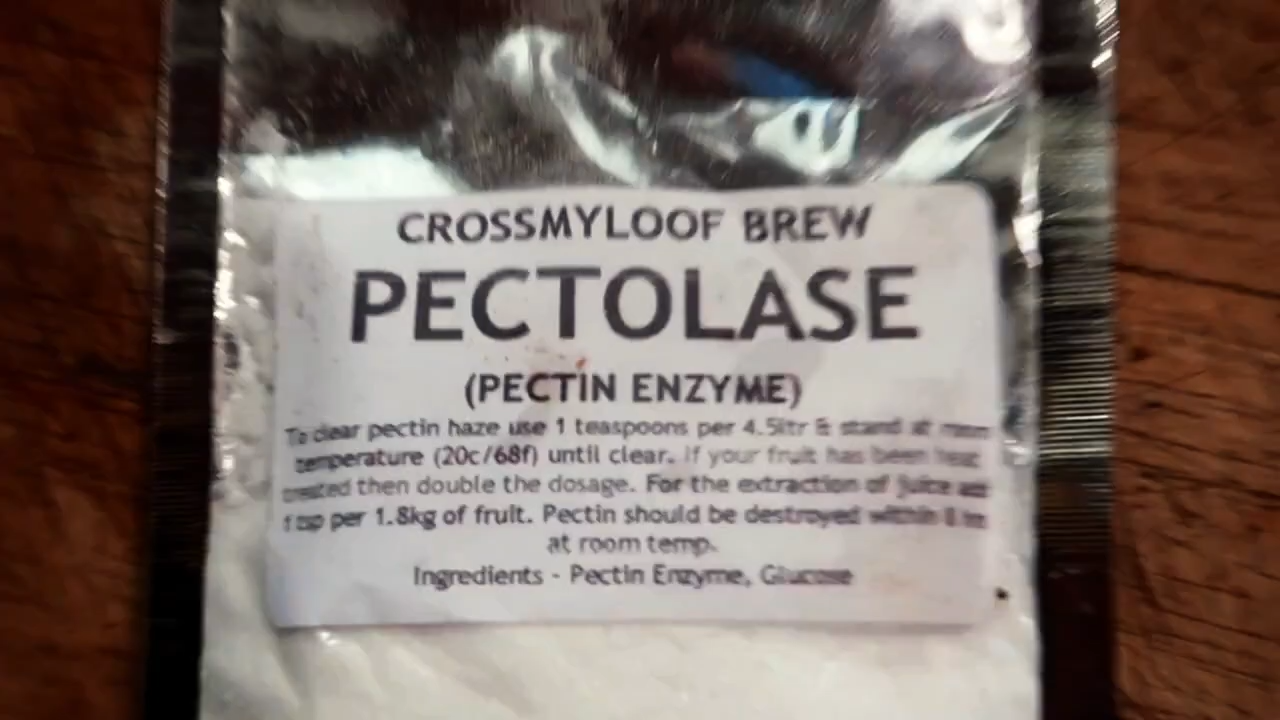 CROSSMYLOOF BREW
PECTOLASE
(PECTIN ENZYME)
To clear pectin haze use 1 teaspoons per 4.5ltr & stand at room
temperature (20c/68f) until clear. If your fruit has been heat
treated then double the dosage. For the extraction of juice
1 tsp per 1.8kg of fruit. Pectin should be destroyed within
at room temp.
Ingredients - Pectin Enzyme, Glucose